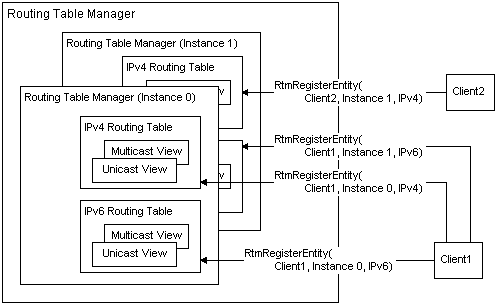 Routing Table Manager
Routing Table Manager (Instance 1)
IPv4 Routing Table
RtmRegisterEntity(
Client2, Instance 1, IPv4)
Client2
Routing Table Manager (Instance 0)
IPv4 Routing Table
Multicast View
Unicast View
RtmRegisterEntity(
Client1, Instance 1, IPv6)
RtmRegisterEntity(
Client1, Instance 0, IPv4)
IPv6 Routing Table
Multicast View
Unicast View
RtmRegisterEntity(
Client1, Instance 0, IPv6)
Client1